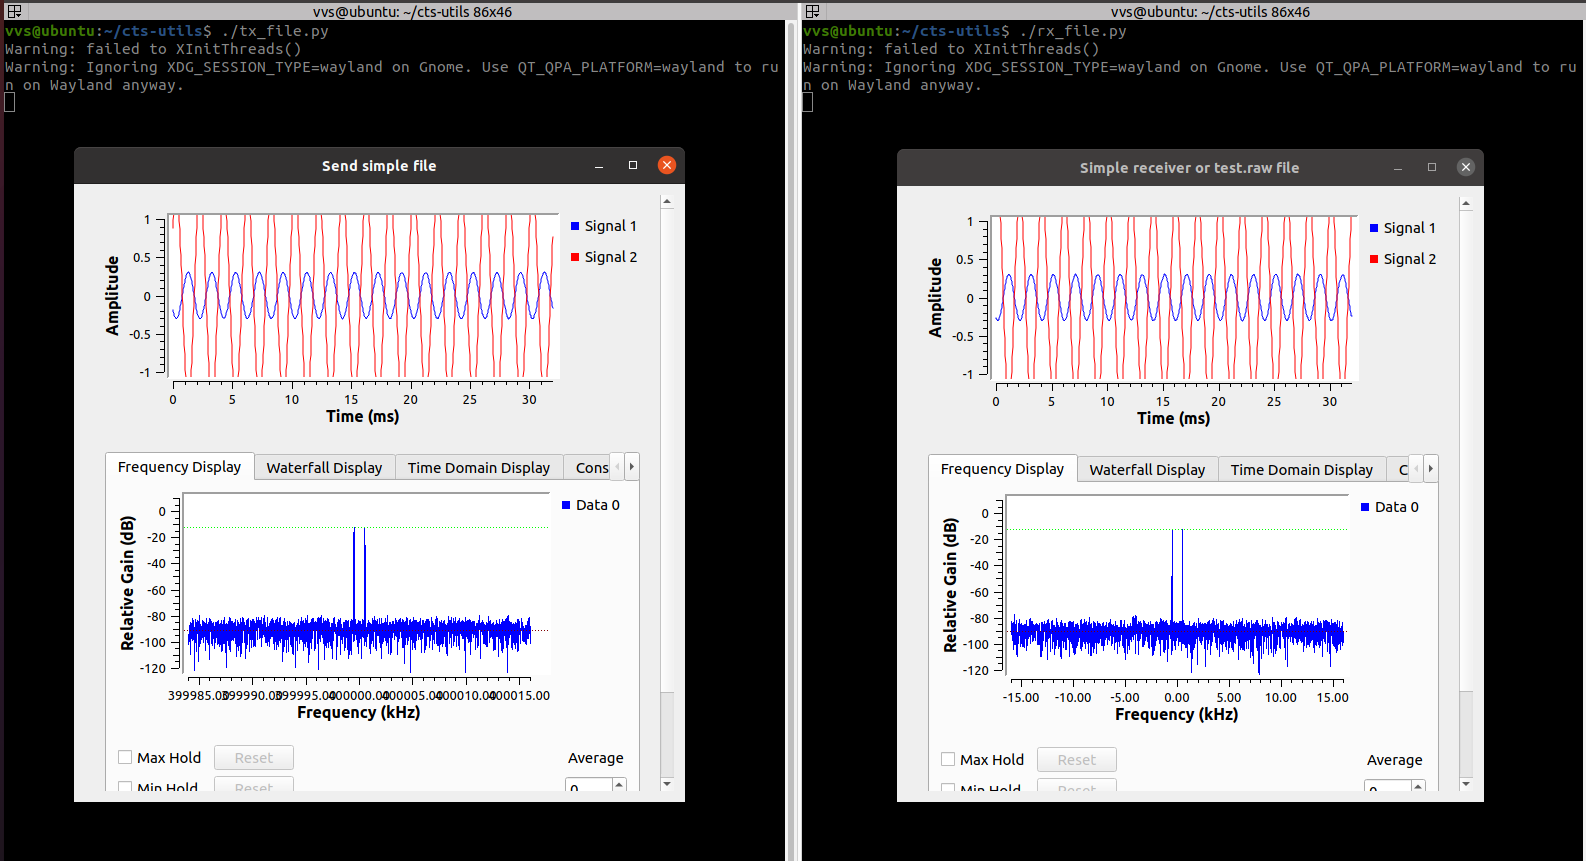 vvs@ubuntu: ~/cts-utils 86x46
vvs@ubuntu:~/cts-utils$ ./tx_file.py
Warning: failed to XInitThreads()
Warning: Ignoring XDG_SESSION_TYPE=wayland on Gnome. Use QT_QPA_PLATFORM=wayland to ru
n on Wayland anyway.
Send simple file
Amplitude
1
0.5
0
-0.5
-1
Signal 1
Signal 2
0 5 10 15 20 25 30
Time (ms)
Frequency Display Waterfall Display Time Domain Display Cons
Relative Gain (dB)
0
-20
-40
-60
-80
-100
-120
Data 0
399985.00 399990.00 399995.00 400000.00 400005.00 400010.00 400015.00
Frequency (kHz)
Max Hold Reset Average
Min Hold Reset 0
vvs@ubuntu: ~/cts-utils 86x46
vvs@ubuntu:~/cts-utils$ ./rx_file.py
Warning: failed to XInitThreads()
Warning: Ignoring XDG_SESSION_TYPE=wayland on Gnome. Use QT_QPA_PLATFORM=wayland to ru
n on Wayland anyway.
Simple receiver or test.raw file
Amplitude
1
0.5
0
-0.5
-1
Signal 1
Signal 2
0 5 10 15 20 25 30
Time (ms)
Frequency Display Waterfall Display Time Domain Display C
Relative Gain (dB)
0
-20
-40
-60
-80
-100
-120
Data 0
-15.00 -10.00 -5.00 0.00 5.00 10.00 15.00
Frequency (kHz)
Max Hold Reset Average
Min Hold Reset 0